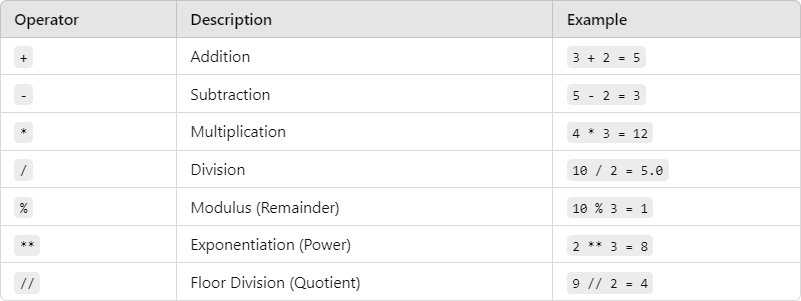 Operator Description Example
+ Addition 3 + 2 = 5
- Subtraction 5 - 2 = 3
* Multiplication 4 * 3 = 12
/ Division 10 / 2 = 5.0
% Modulus (Remainder) 10 % 3 = 1
** Exponentiation (Power) 2 ** 3 = 8
// Floor Division (Quotient) 9 // 2 = 4